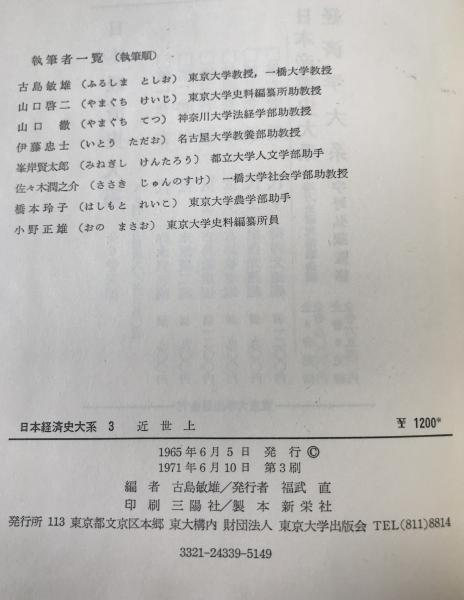 執筆者一覧（執筆順）
古島敏雄（ふるしま としお）東京大学教授，一橋大学教授
山口啓二（やまぐち けいじ）東京大学史料編纂所助教授
山口 徹（やまぐち てつ）神奈川大学法経学部助教授
伊藤忠士（いとう ただお）名古屋大学教養部助教授
峯岸賢太郎（みねぎし けんたろう）都立大学人文学部助手
佐々木潤之介（ささき じゅんのすけ）一橋大学社会学部助教授
橋本玲子（はしもと れいこ）東京大学農学部助手
小野正雄（おの まさお）東京大学史料編纂所員
日本経済史大系 3 近世上 ¥ 1200*
1965年6月5日 発行 ©
1971年6月10日 第3刷
編者 古島敏雄/発行者 福武 直
印刷 三陽社/製本 新栄社
発行所 113 東京都文京区本郷 東大構内 財団法人 東京大学出版会 TEL(811)8814
3321-24339-5149